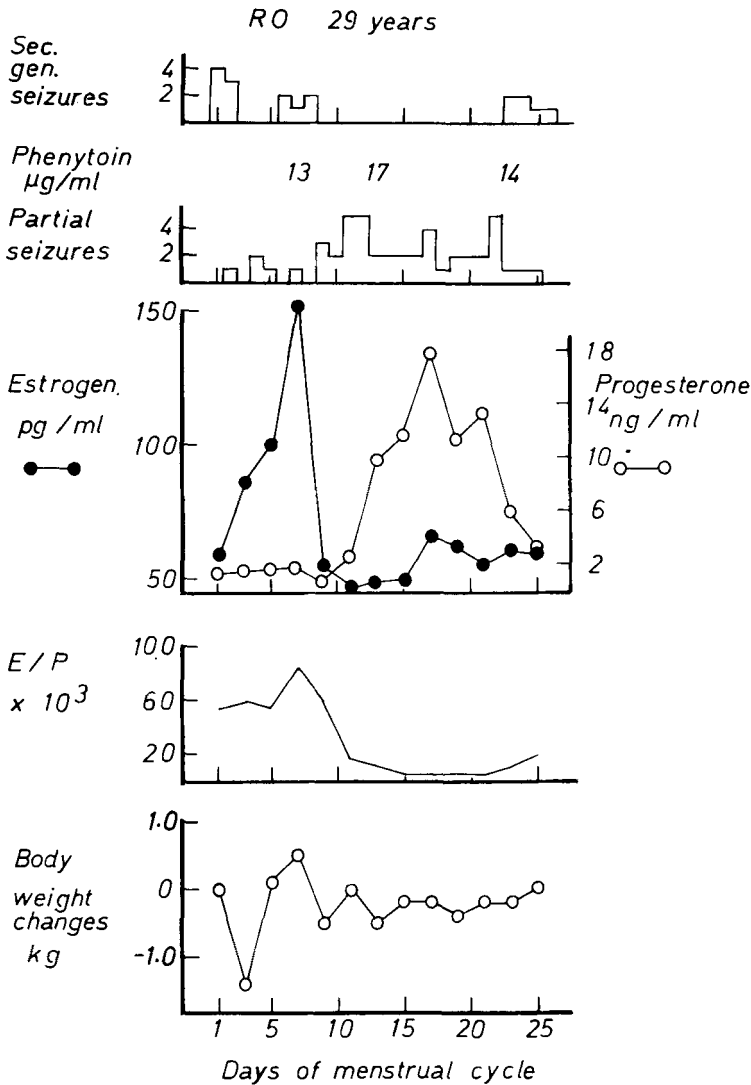 RO 29 years
Sec.
gen.
seizures
4
2
Phenytoin
µg/ml
13 17 14
Partial
seizures
4
2
Estrogen.
pg/ml
150
100
50
18
Progesterone
14 ng/ml
10
6
2
E/P
x 10³
100
60
20
Body
weight
changes
kg
1.0
0
-1.0
1 5 10 15 20 25
Days of menstrual cycle